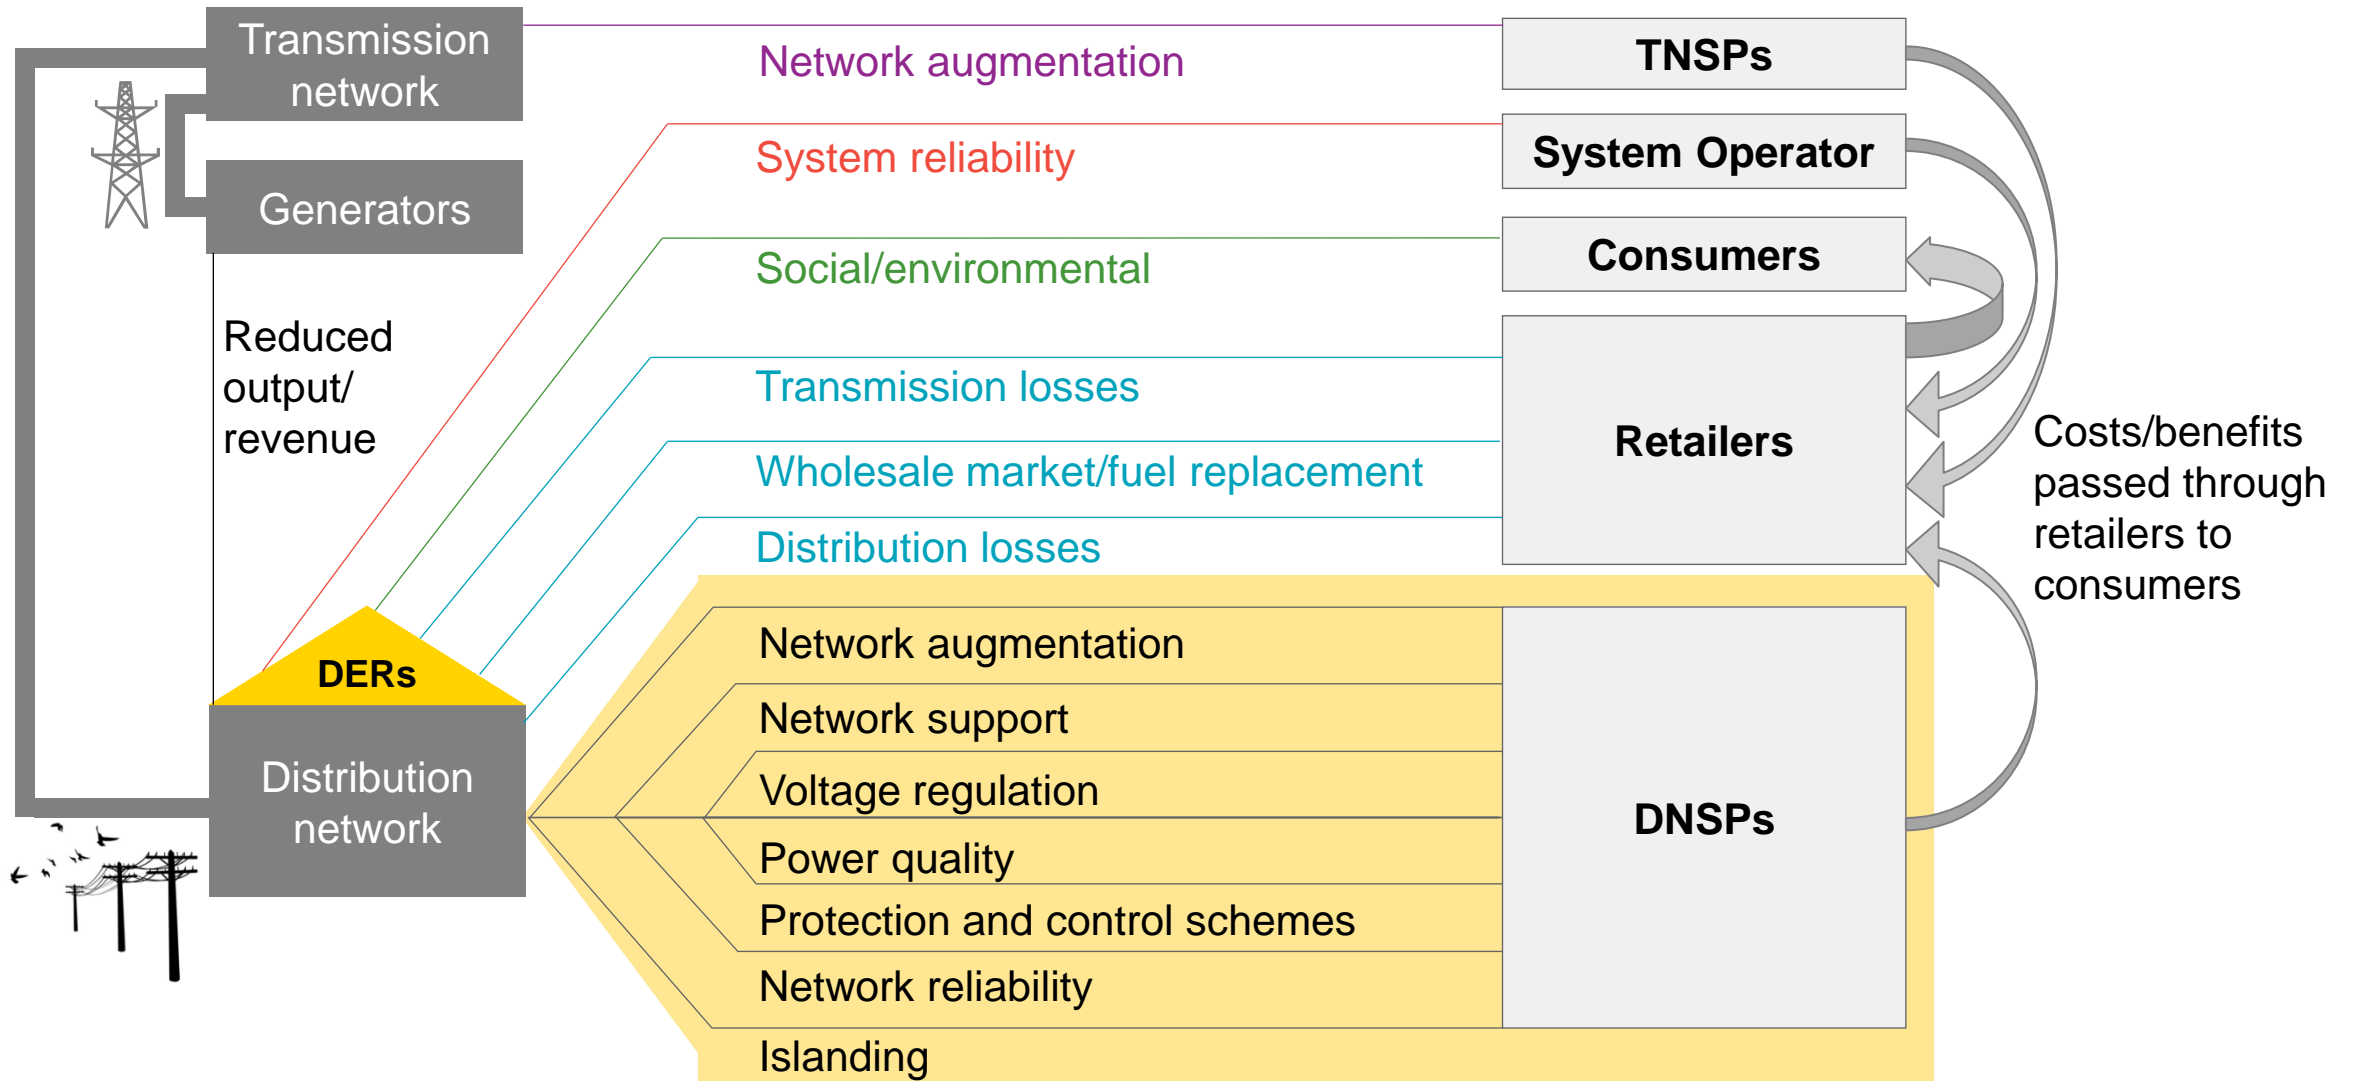 Transmission
network
Generators
Reduced
output/
revenue
DERs
Distribution
network
Network augmentation
System reliability
Social/environmental
Transmission losses
Wholesale market/fuel replacement
Distribution losses
Network augmentation
Network support
Voltage regulation
Power quality
Protection and control schemes
Network reliability
Islanding
TNSPs
System Operator
Consumers
Retailers
DNSPs
Costs/benefits
passed through
retailers to
consumers